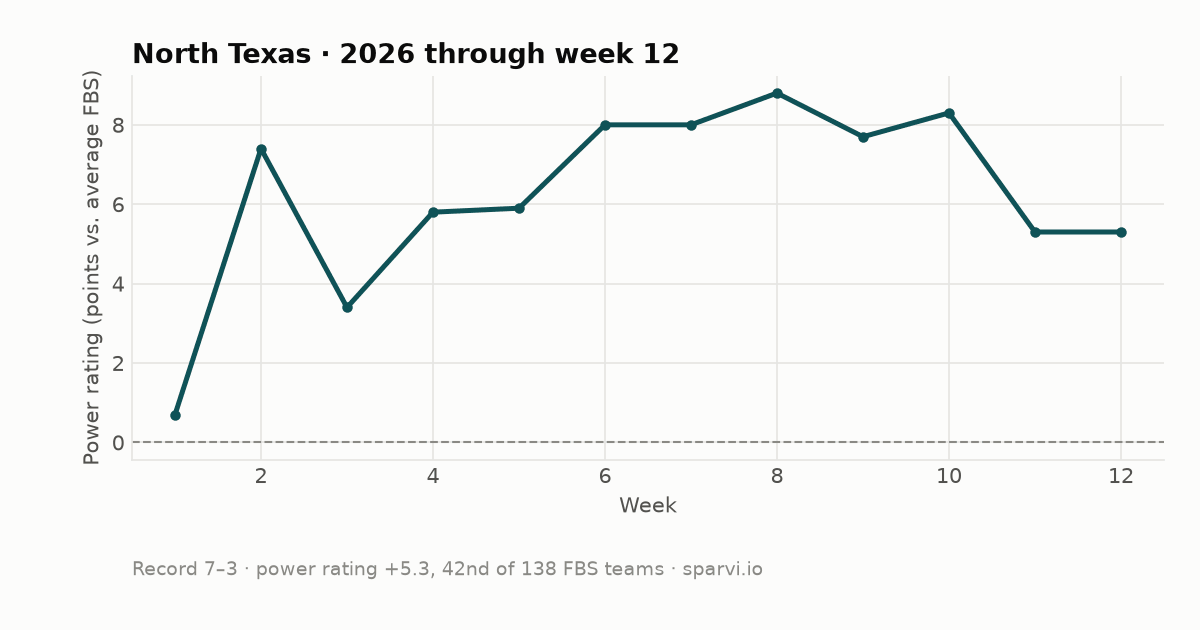 North Texas · 2026 through week 12
Power rating (points vs. average FBS)
8
6
4
2
0
2 4 6 8 10 12
Week
Record 7–3 · power rating +5.3, 42nd of 138 FBS teams · sparvi.io